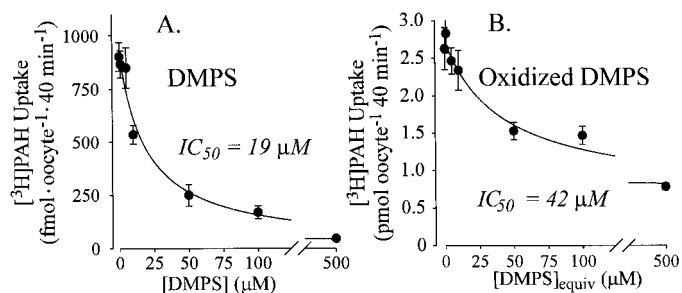 A.
DMPS
IC50 = 19 μM
[³H]PAH Uptake
(fmol · oocyte⁻¹· 40 min⁻¹)
1000
750
500
250
0
0 25 50 75 100 500
[DMPS] (μM)
B.
Oxidized DMPS
IC50 = 42 μM
[³H]PAH Uptake
(pmol oocyte⁻¹ 40 min⁻¹)
3.0
2.5
2.0
1.5
1.0
0.5
0
0 25 50 75 100 500
[DMPS]equiv (μM)